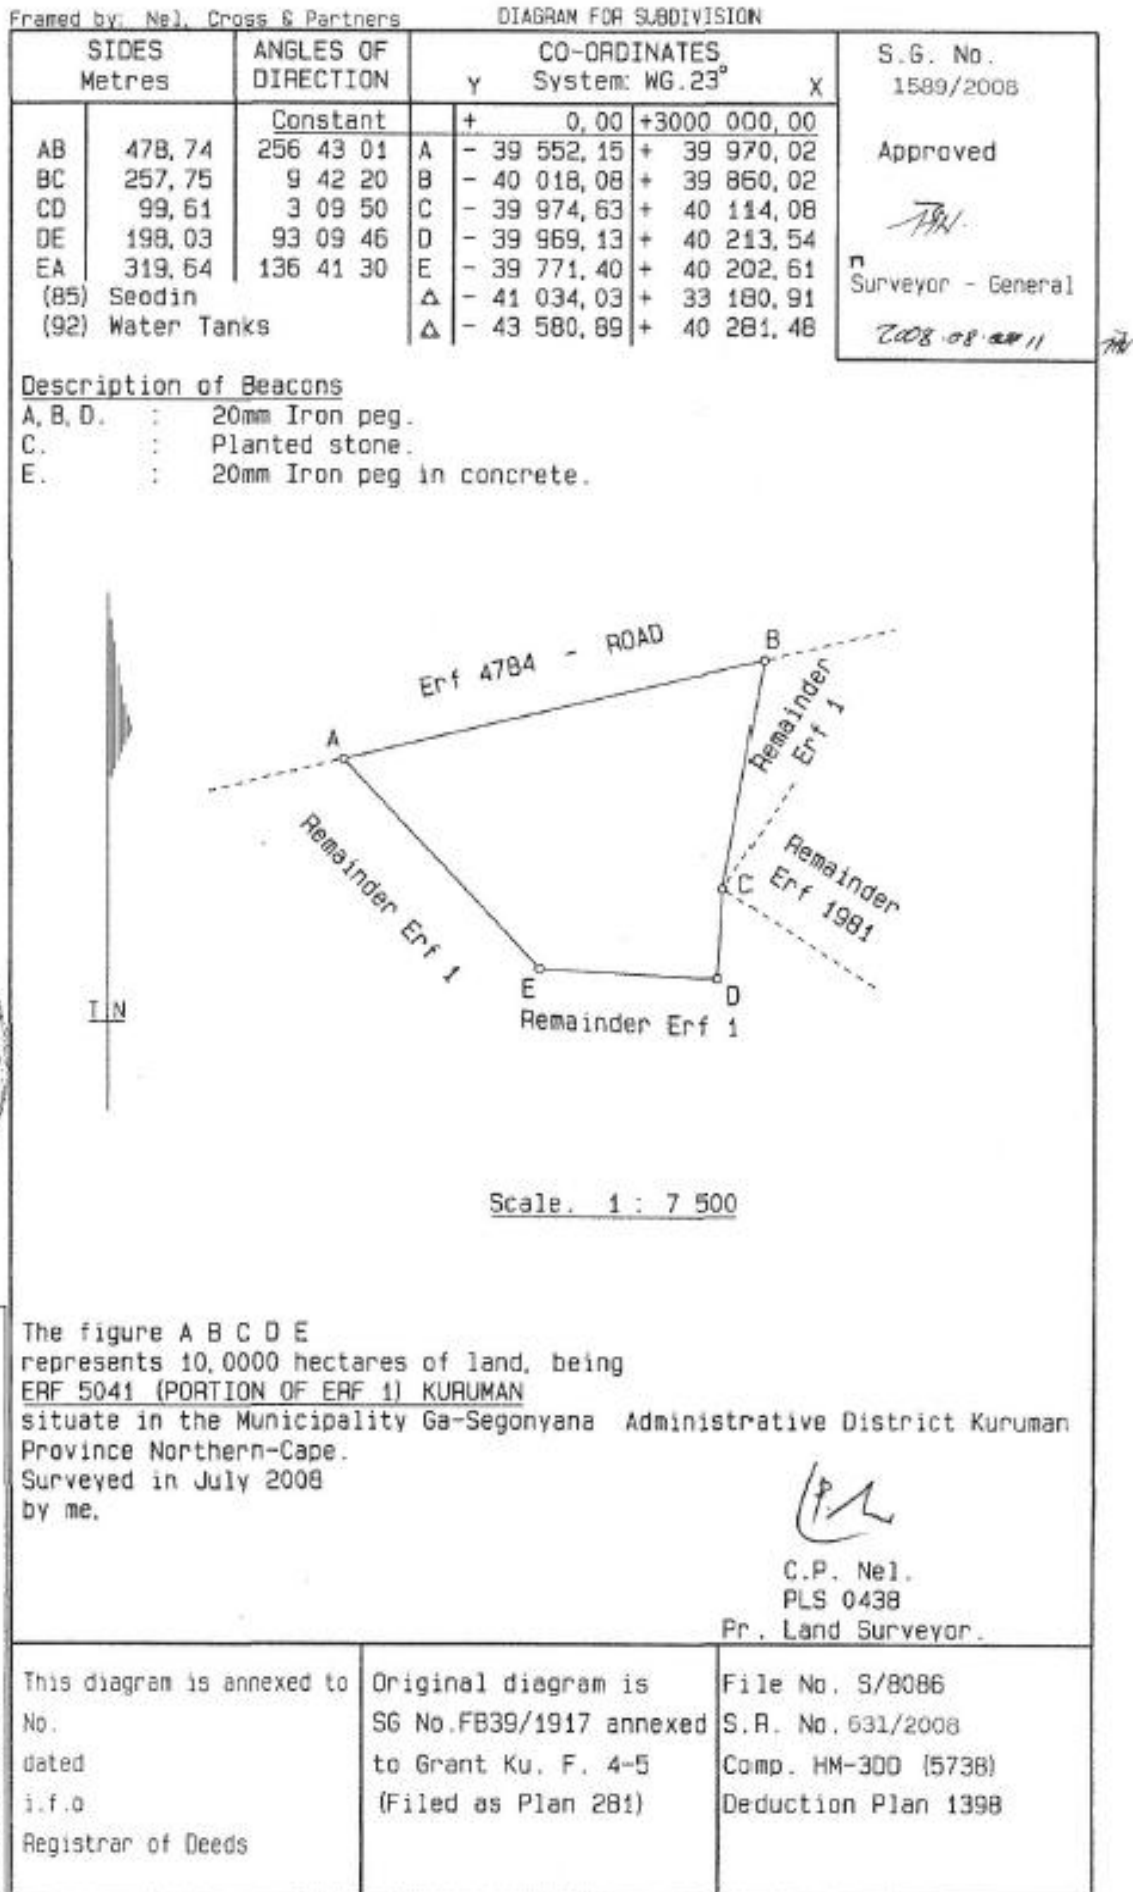 Framed by: Nel, Cross & Partners DIAGRAM FOR SUBDIVISION
SIDES Metres ANGLES OF DIRECTION CO-ORDINATES Y System: WG.23° X
Constant + 0,00 +3000 000,00
AB 478,74 256 43 01 A - 39 552,15 + 39 970,02
BC 257,75 9 42 20 B - 40 018,08 + 39 860,02
CD 99,61 3 09 50 C - 39 974,63 + 40 114,08
DE 198,03 93 09 46 D - 39 969,13 + 40 213,54
EA 319,64 136 41 30 E - 39 771,40 + 40 202,61
(85) Seodin △ - 41 034,03 + 33 180,91
(92) Water Tanks △ - 43 580,89 + 40 281,48
S.G. No.
1589/2008
Approved
Surveyor - General
2008.08. 11
Description of Beacons
A,B,D. : 20mm Iron peg.
C. : Planted stone.
E. : 20mm Iron peg in concrete.
Erf 4784 - ROAD
A
B
Remainder
Erf 1
C
Remainder
Erf 1981
Remainder Erf 1
E
D
Remainder Erf 1
T N
Scale. 1 : 7 500
The figure A B C D E
represents 10,0000 hectares of land, being
ERF 5041 (PORTION OF ERF 1) KURUMAN
situate in the Municipality Ga-Segonyana Administrative District Kuruman
Province Northern-Cape.
Surveyed in July 2008
by me,
C.P. Nel.
PLS 0438
Pr. Land Surveyor.
This diagram is annexed to
No.
dated
i.f.o
Registrar of Deeds
Original diagram is
SG No.FB39/1917 annexed
to Grant Ku. F. 4-5
(Filed as Plan 281)
File No. S/8086
S.R. No. 631/2008
Comp. HM-3DD (5738)
Deduction Plan 1398